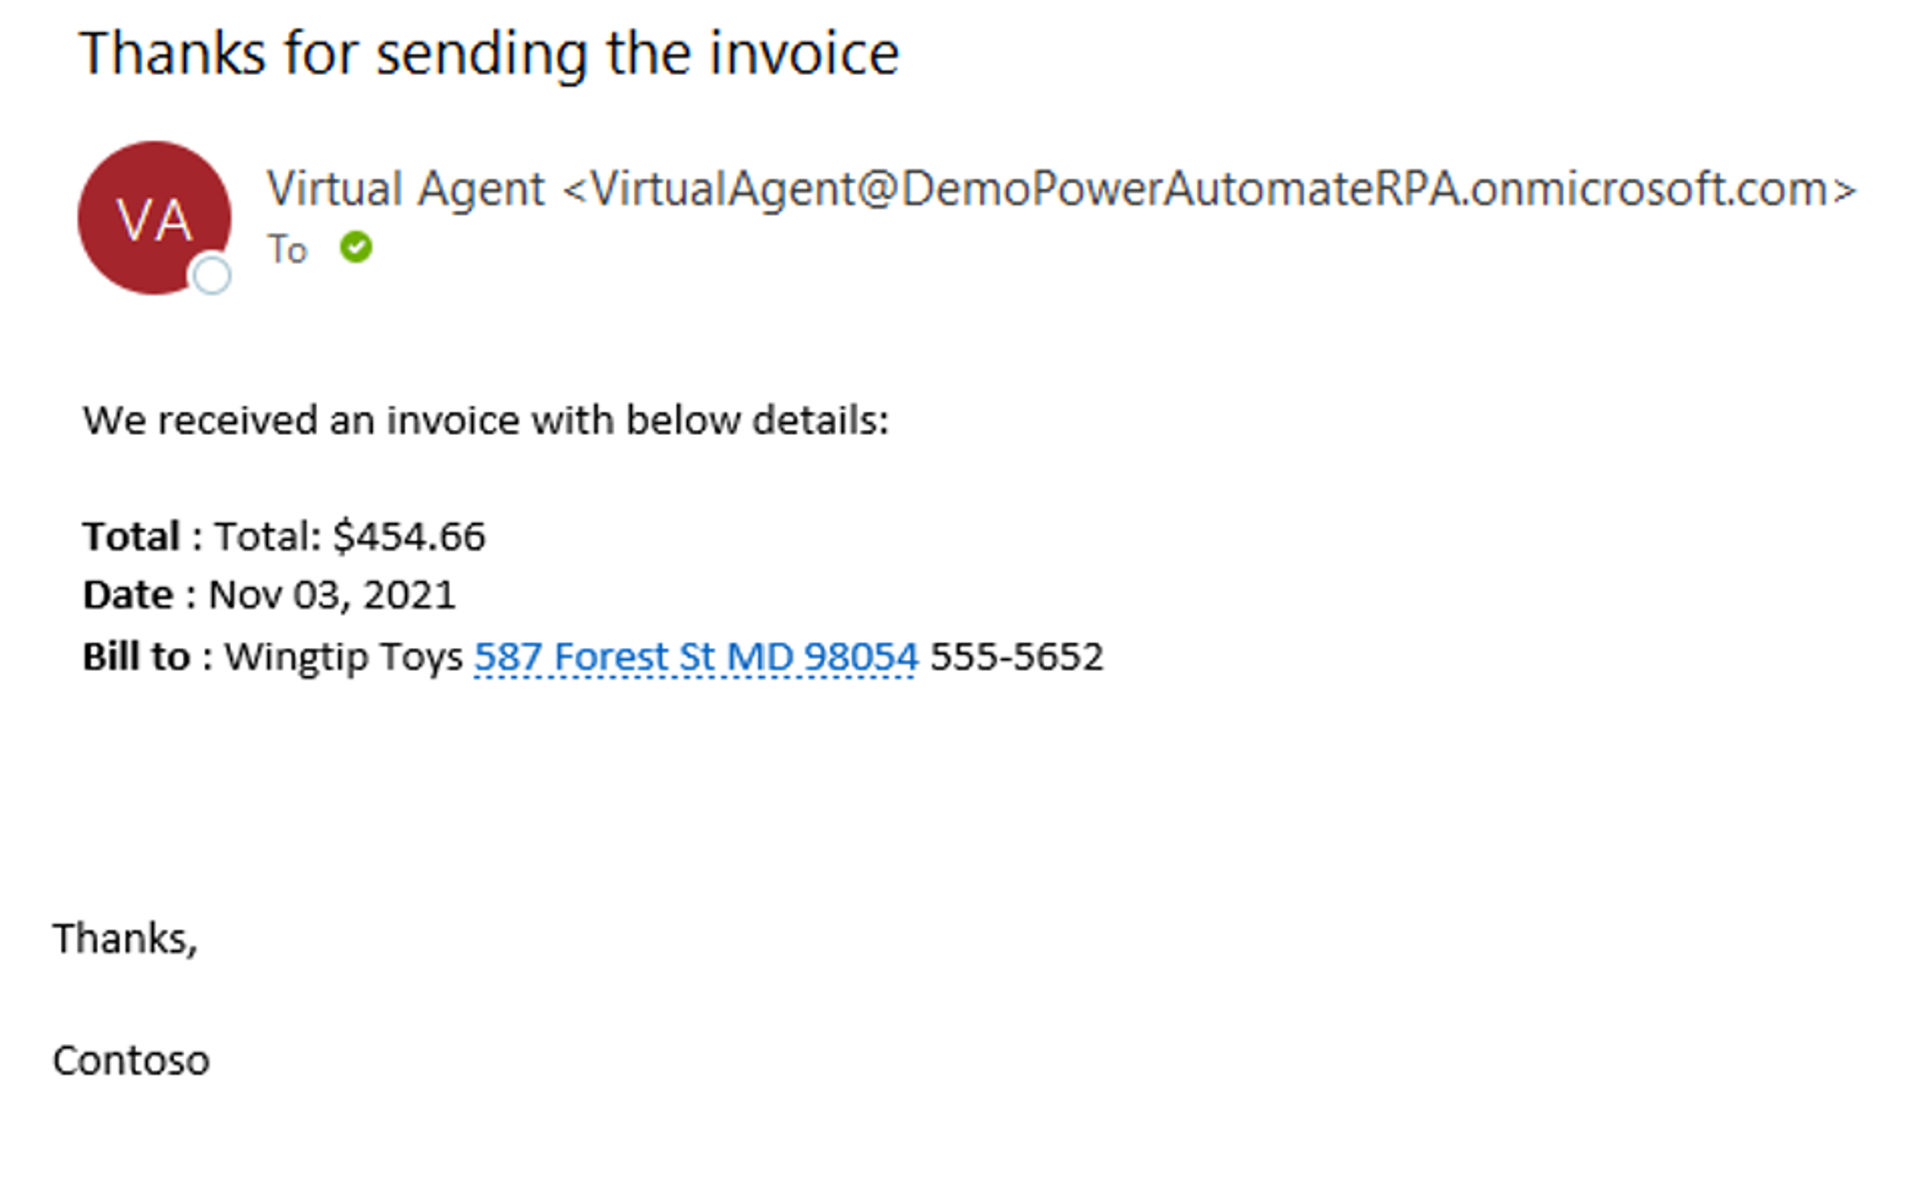 Thanks for sending the invoice
VA
Virtual Agent <VirtualAgent@DemoPowerAutomateRPA.onmicrosoft.com>
To
We received an invoice with below details:
Total : Total: $454.66
Date : Nov 03, 2021
Bill to : Wingtip Toys 587 Forest St MD 98054 555-5652
Thanks,
Contoso